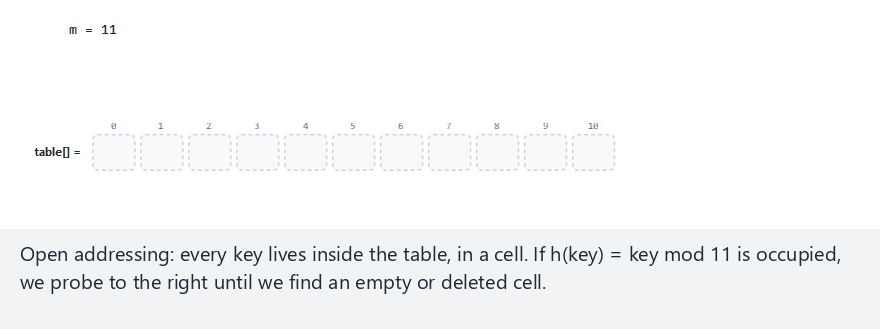 m = 11
0 1 2 3 4 5 6 7 8 9 10
table[] =
Open addressing: every key lives inside the table, in a cell. If h(key) = key mod 11 is occupied,
we probe to the right until we find an empty or deleted cell.